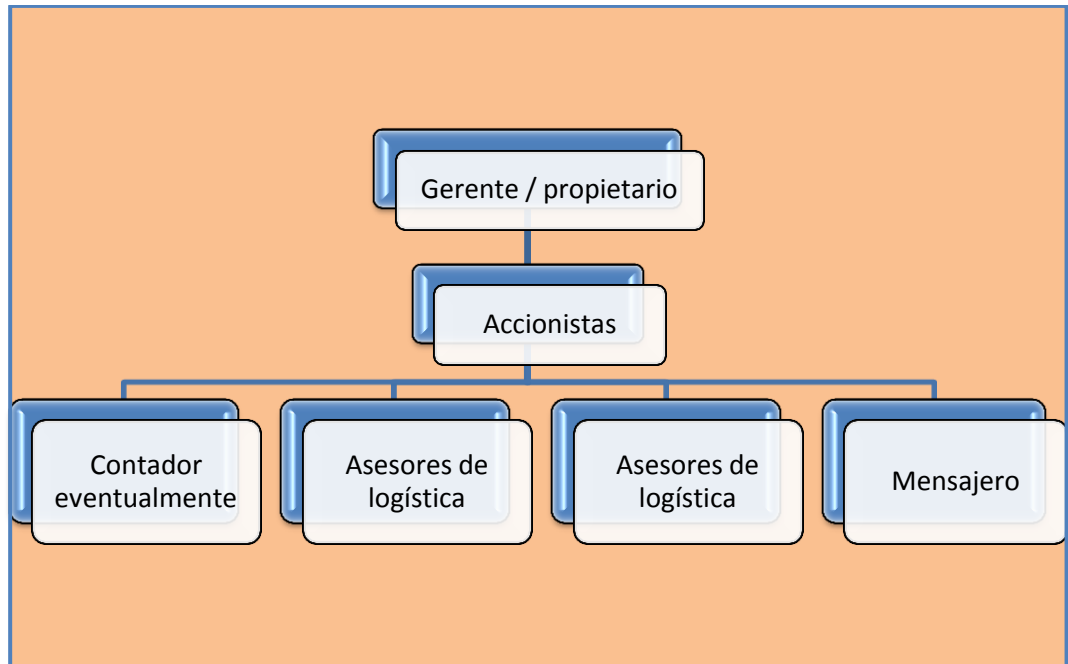 Gerente / propietario
Accionistas
Contador
eventualmente
Asesores de
logística
Asesores de
logística
Mensajero